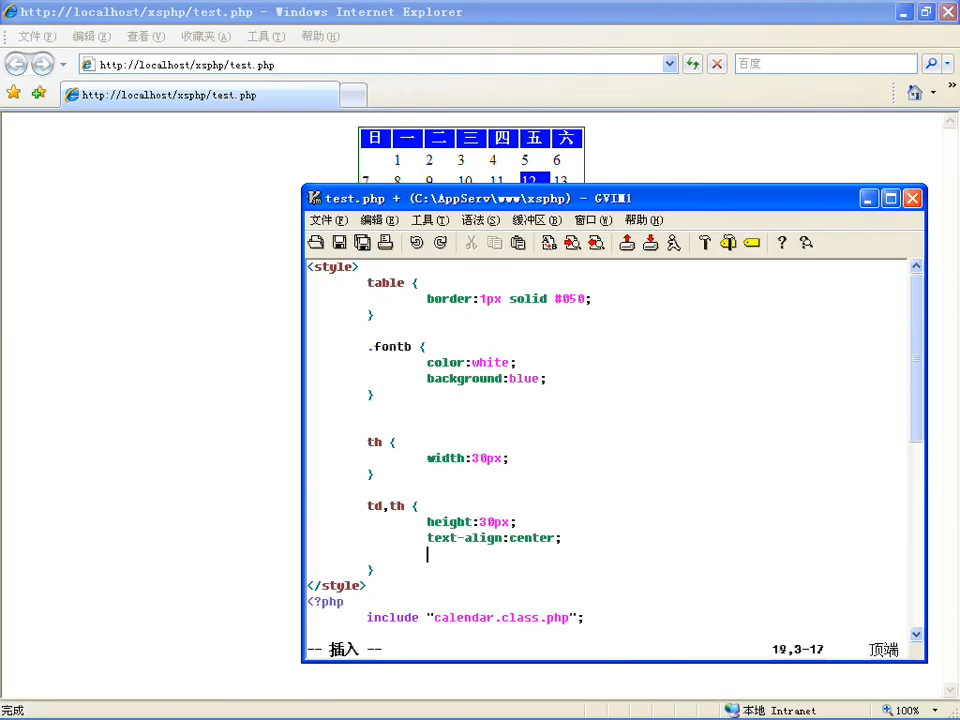 http://localhost/xsphp/test.php - Windows Internet Explorer
文件(F) 编辑(E) 查看(V) 收藏夹(A) 工具(T) 帮助(H)
http://localhost/xsphp/test.php 百度
http://localhost/xsphp/test.php
日 一 二 三 四 五 六
1 2 3 4 5 6
7 8 9 10 11 12 13
test.php + (C:\AppServ\www\xsphp) - GVIM1
文件(F) 编辑(E) 工具(T) 语法(S) 缓冲区(B) 窗口(W) 帮助(H)
<style>
table {
border:1px solid #050;
}
.fontb {
color:white;
background:blue;
}
th {
width:30px;
}
td,th {
height:30px;
text-align:center;
}
</style>
<?php
include "calendar.class.php";
-- 插入 -- 19,3-17 顶端
完成 本地 Intranet 100%